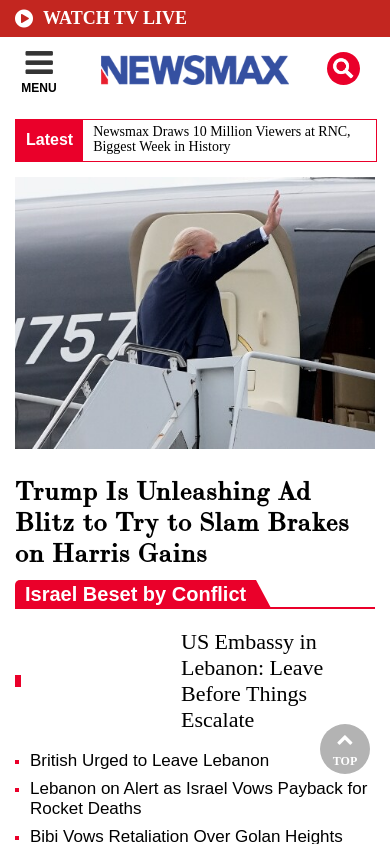 WATCH TV LIVE
MENU
NEWSMAX
Latest
Newsmax Draws 10 Million Viewers at RNC,
Biggest Week in History
1757
Trump Is Unleashing Ad
Blitz to Try to Slam Brakes
on Harris Gains
Israel Beset by Conflict
US Embassy in
Lebanon: Leave
Before Things
Escalate
TOP
British Urged to Leave Lebanon
Lebanon on Alert as Israel Vows Payback for
Rocket Deaths
Bibi Vows Retaliation Over Golan Heights